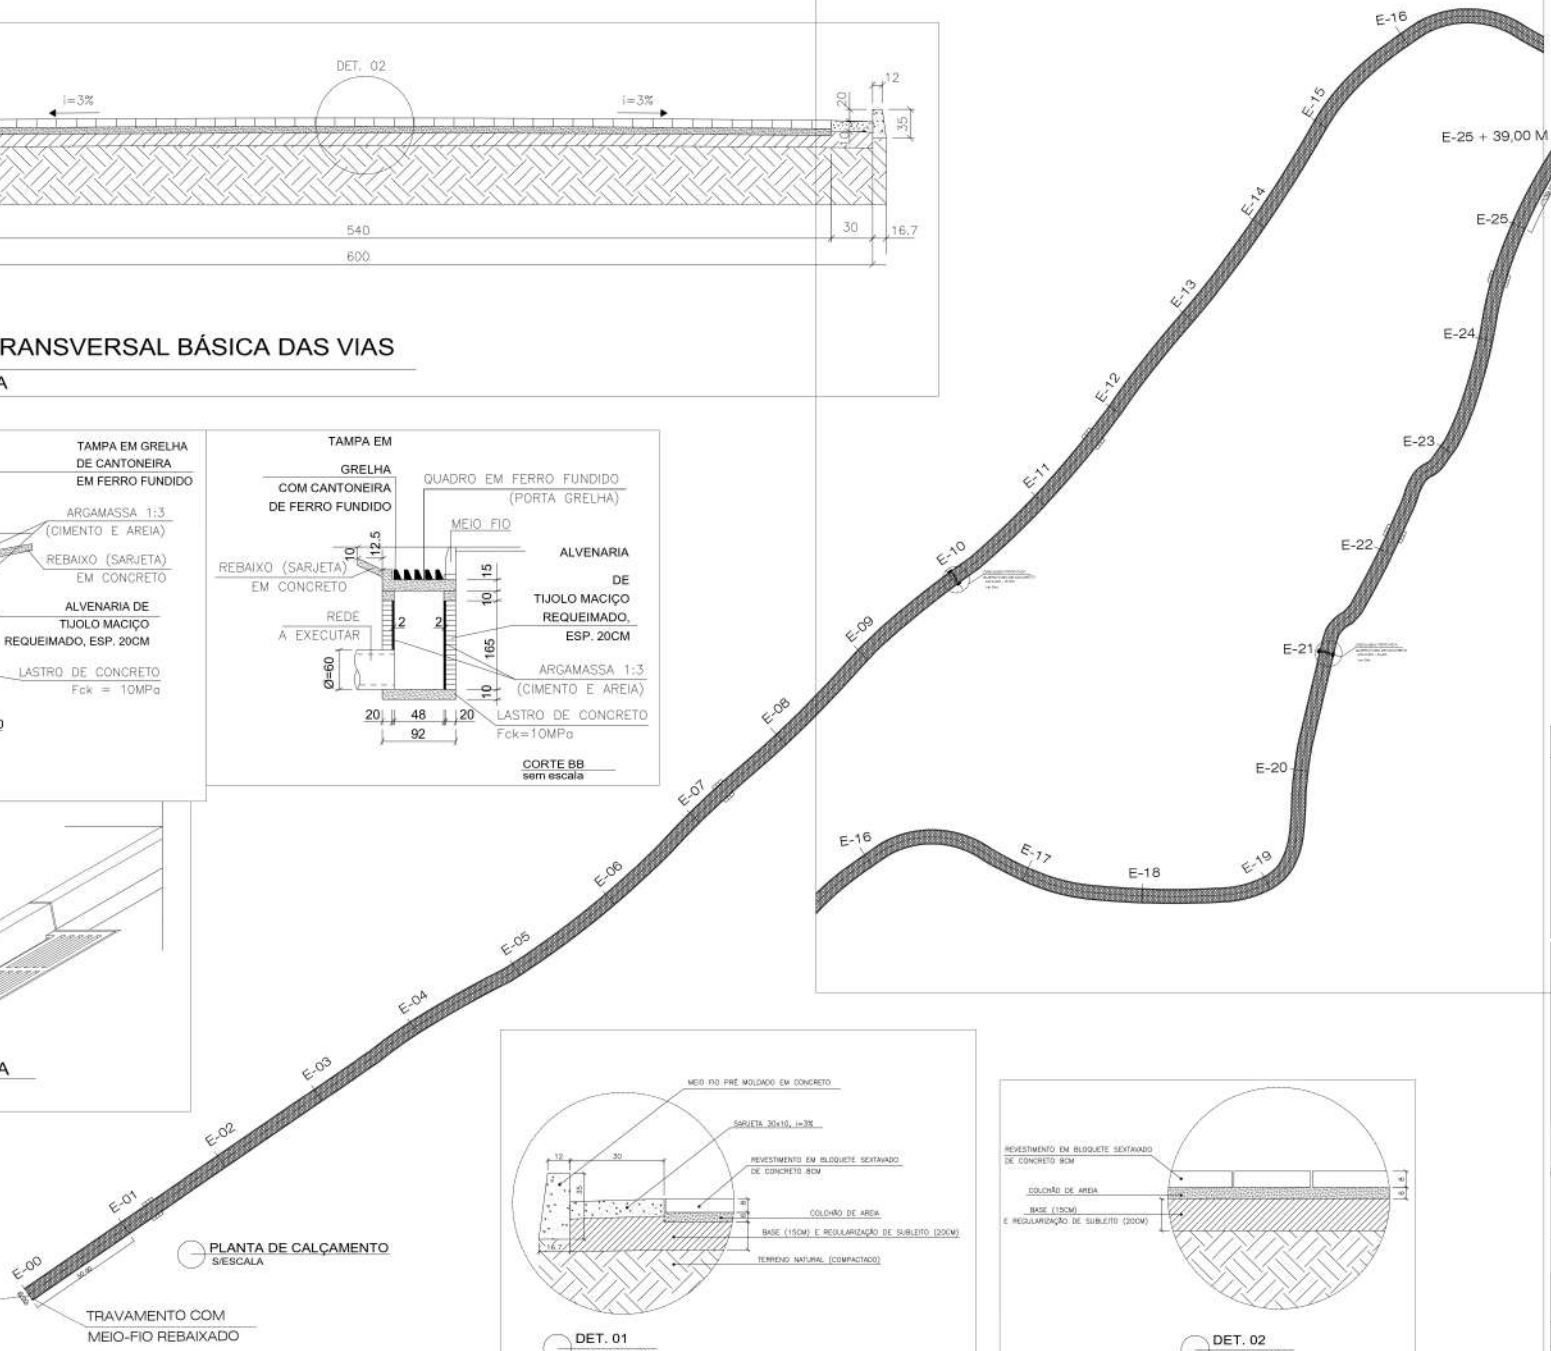 DET. 02
i=3%
i=3%
12
20
35
10
540
30
16.7
600
RANSVERSAL BÁSICA DAS VIAS
A
TAMPA EM GRELHA
DE CANTONEIRA
EM FERRO FUNDIDO
ARGAMASSA 1:3
(CIMENTO E AREIA)
REBAIXO (SARJETA)
EM CONCRETO
ALVENARIA DE
TIJOLO MACIÇO
REQUEIMADO, ESP. 20CM
LASTRO DE CONCRETO
Fck = 10MPa
TAMPA EM
GRELHA
COM CANTONEIRA
DE FERRO FUNDIDO
QUADRO EM FERRO FUNDIDO
(PORTA GRELHA)
MEIO FIO
10
12.5
REBAIXO (SARJETA)
EM CONCRETO
REDE
A EXECUTAR
Ø=60
2
2
15
10
165
10
ALVENARIA
DE
TIJOLO MACIÇO
REQUEIMADO,
ESP. 20CM
ARGAMASSA 1:3
(CIMENTO E AREIA)
LASTRO DE CONCRETO
Fck=10MPa
20
48
20
92
CORTE BB
sem escala
A
E-00
E-01
E-02
E-03
E-04
E-05
E-06
E-07
E-08
E-09
E-10
E-11
E-12
E-13
E-14
E-15
E-16
E-16
E-17
E-18
E-19
E-20
E-21
E-22
E-23
E-24
E-25
E-25 + 39,00 M
PLANTA DE CALÇAMENTO
S/ESCALA
TRAVAMENTO COM
MEIO-FIO REBAIXADO
MEIO FIO PRÉ MOLDADO EM CONCRETO
SARJETA 30x10, i=3%
REVESTIMENTO EM BLOQUETE SEXTAVADO
DE CONCRETO 8CM
COLCHÃO DE AREIA
BASE (15CM) E REGULARIZAÇÃO DE SUBLEITO (20CM)
TERRENO NATURAL (COMPACTADO)
12
30
35
8
6
16.7
DET. 01
REVESTIMENTO EM BLOQUETE SEXTAVADO
DE CONCRETO 8CM
COLCHÃO DE AREIA
BASE (15CM)
E REGULARIZAÇÃO DE SUBLEITO (20CM)
8
6
DET. 02